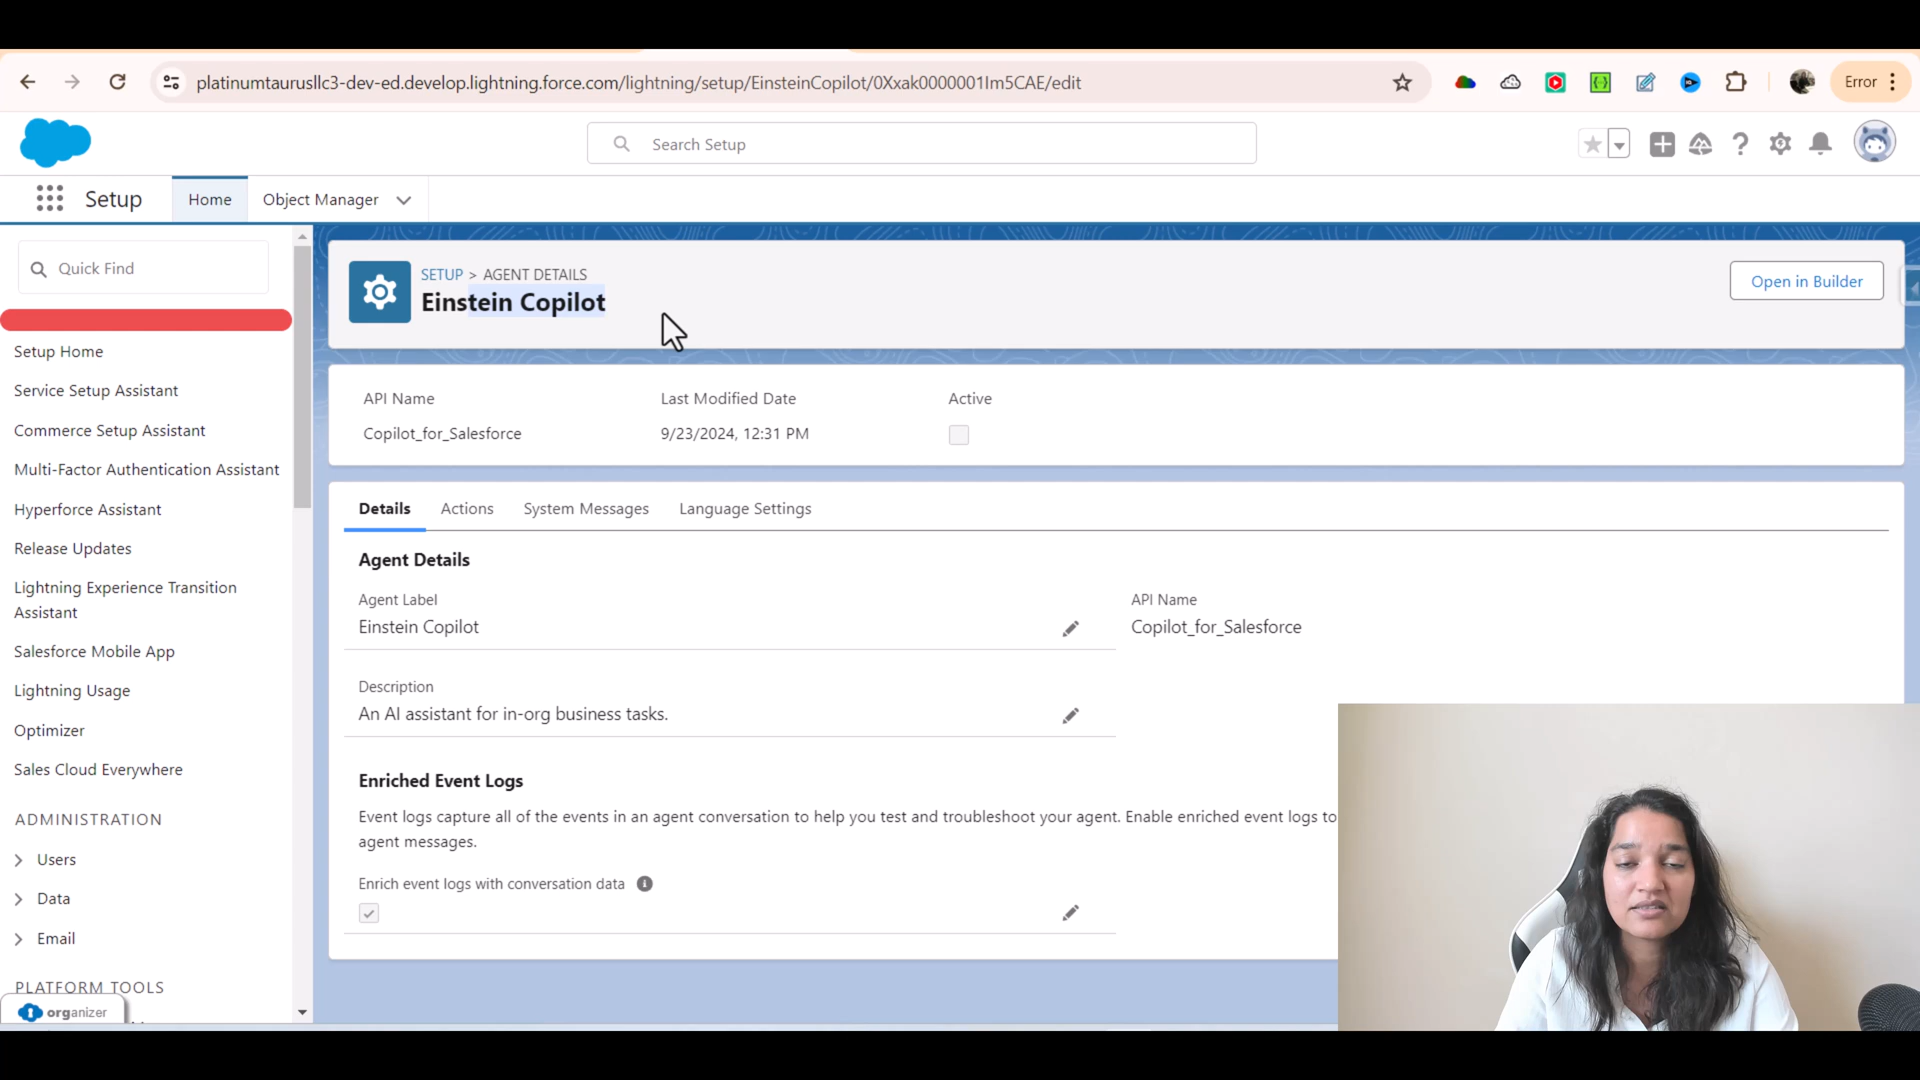 platinumtaurusllc3-dev-ed.develop.lightning.force.com/lightning/setup/EinsteinCopilot/0Xxak0000001Im5CAE/edit
Error
Search Setup
Setup
Home
Object Manager
Quick Find
Setup Home
Service Setup Assistant
Commerce Setup Assistant
Multi-Factor Authentication Assistant
Hyperforce Assistant
Release Updates
Lightning Experience Transition
Assistant
Salesforce Mobile App
Lightning Usage
Optimizer
Sales Cloud Everywhere
ADMINISTRATION
Users
Data
Email
PLATFORM TOOLS
organizer
SETUP > AGENT DETAILS
Einstein Copilot
Open in Builder
API Name
Copilot_for_Salesforce
Last Modified Date
9/23/2024, 12:31 PM
Active
Details
Actions
System Messages
Language Settings
Agent Details
Agent Label
Einstein Copilot
API Name
Copilot_for_Salesforce
Description
An AI assistant for in-org business tasks.
Enriched Event Logs
Event logs capture all of the events in an agent conversation to help you test and troubleshoot your agent. Enable enriched event logs to
agent messages.
Enrich event logs with conversation data